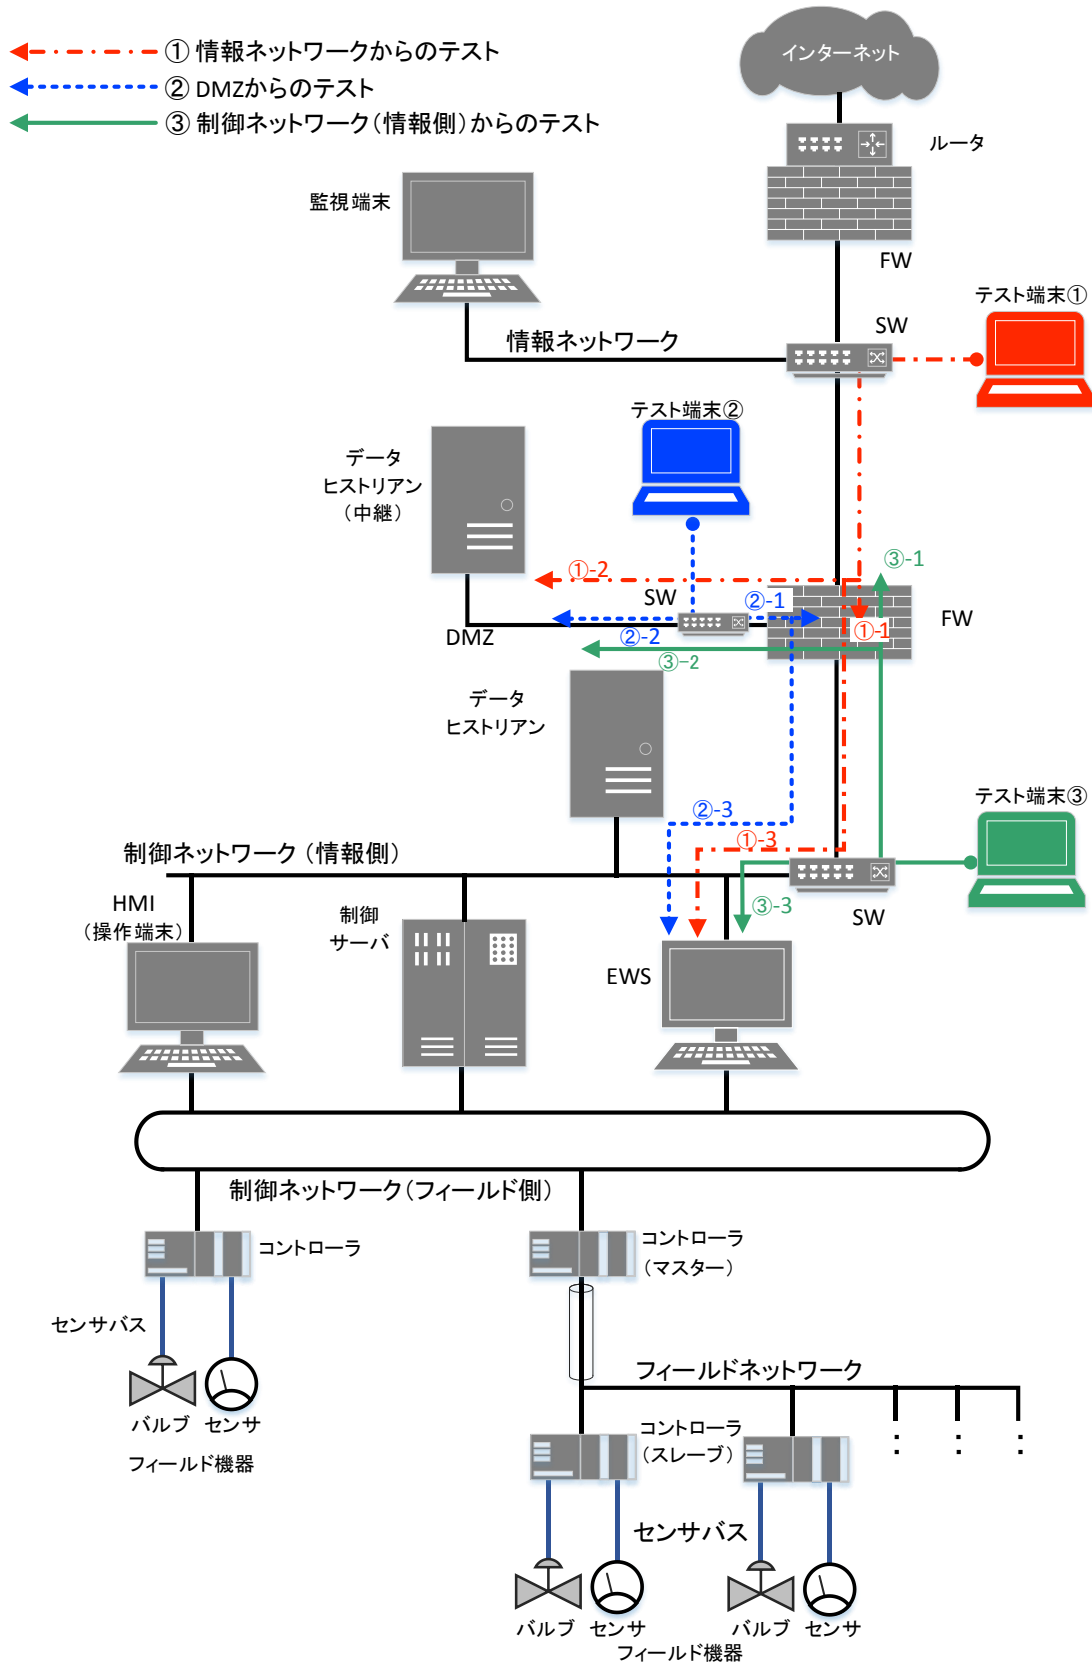 ① 情報ネットワークからのテスト
② DMZからのテスト
③ 制御ネットワーク(情報側)からのテスト
インターネット
ルータ
監視端末
FW
テスト端末①
SW
情報ネットワーク
テスト端末②
データ
ヒストリアン
(中継)
①-2
③-1
SW
②-1
FW
①-1
DMZ
②-2
③-2
データ
ヒストリアン
テスト端末③
②-3
①-3
制御ネットワーク(情報側)
HMI
(操作端末)
制御
サーバ
③-3
SW
EWS
制御ネットワーク(フィールド側)
コントローラ
コントローラ
(マスター)
センサバス
フィールドネットワーク
バルブ
センサ
フィールド機器
コントローラ
(スレーブ)
センサバス
バルブ
センサ
バルブ
センサ
フィールド機器